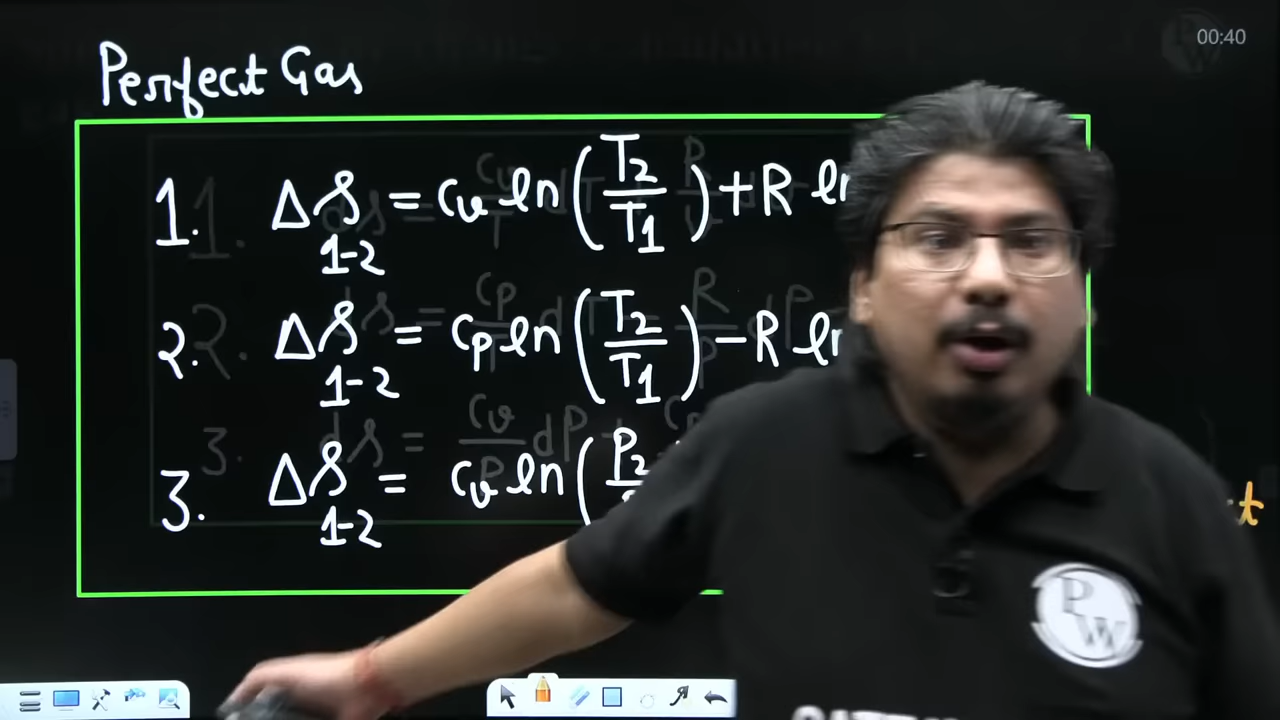 00:40
Perfect Gas
1. Δs₁₋₂ = cᵥ ln(T₂/T₁) + R ln
2. Δs₁₋₂ = cₚ ln(T₂/T₁) − R ln
3. Δs₁₋₂ = cᵥ ln(P₂
PW